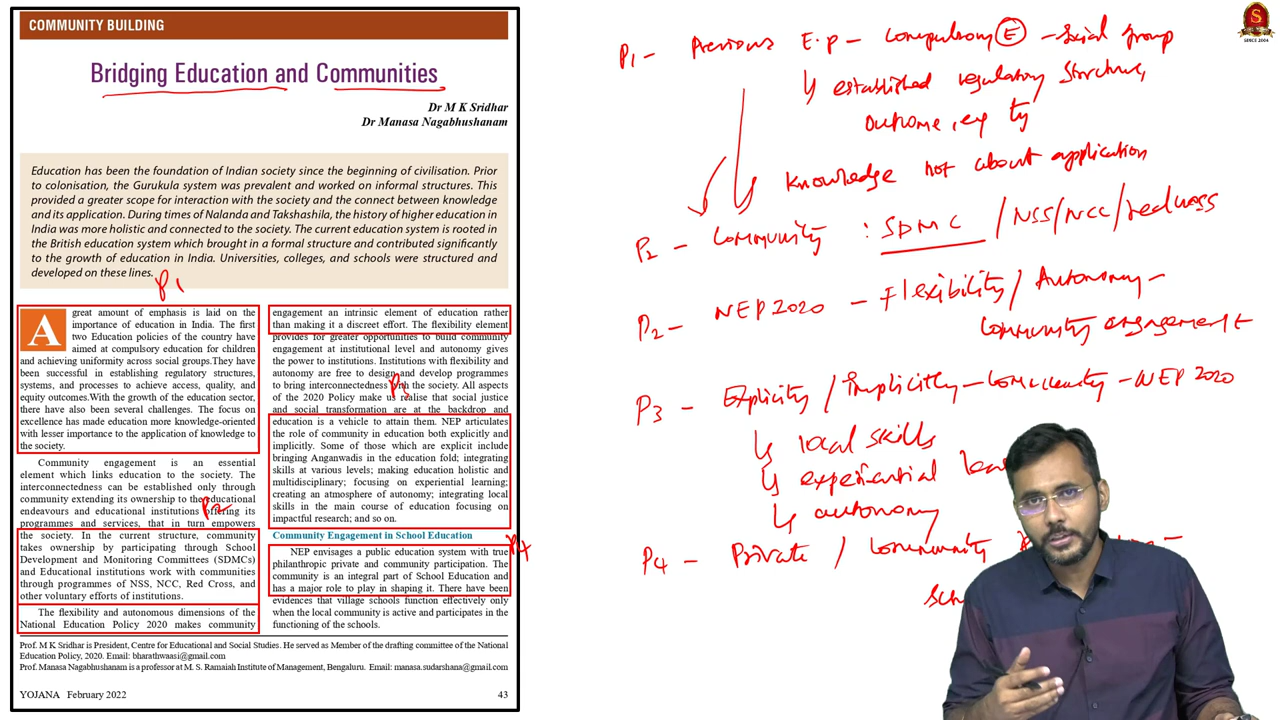 COMMUNITY BUILDING
Bridging Education and Communities
Dr M K Sridhar
Dr Manasa Nagabhushanam
Education has been the foundation of Indian society since the beginning of civilisation. Prior
to colonisation, the Gurukula system was prevalent and worked on informal structures. This
provided a greater scope for interaction with the society and the connect between knowledge
and its application. During times of Nalanda and Takshashila, the history of higher education in
India was more holistic and connected to the society. The current education system is rooted in
the British education system which brought in a formal structure and contributed significantly
to the growth of education in India. Universities, colleges, and schools were structured and
developed on these lines.
P1
A great amount of emphasis is laid on the
importance of education in India. The first
two Education policies of the country have
aimed at compulsory education for children
and achieving uniformity across social groups.They have
been successful in establishing regulatory structures,
systems, and processes to achieve access, quality, and
equity outcomes.With the growth of the education sector,
there have also been several challenges. The focus on
excellence has made education more knowledge-oriented
with lesser importance to the application of knowledge to
the society.
Community engagement is an essential
element which links education to the society. The
interconnectedness can be established only through
community extending its ownership to the educational
endeavours and educational institutions offering its
P2
programmes and services, that in turn empowers
the society. In the current structure, community
takes ownership by participating through School
Development and Monitoring Committees (SDMCs)
and Educational institutions work with communities
through programmes of NSS, NCC, Red Cross, and
other voluntary efforts of institutions.
The flexibility and autonomous dimensions of the
National Education Policy 2020 makes community
engagement an intrinsic element of education rather
than making it a discreet effort. The flexibility element
provides for greater opportunities to build community
engagement at institutional level and autonomy gives
the power to institutions. Institutions with flexibility and
autonomy are free to design and develop programmes
to bring interconnectedness with the society. All aspects
P3
of the 2020 Policy make us realise that social justice
and social transformation are at the backdrop and
education is a vehicle to attain them. NEP articulates
the role of community in education both explicitly and
implicitly. Some of those which are explicit include
bringing Anganwadis in the education fold; integrating
skills at various levels; making education holistic and
multidisciplinary; focusing on experiential learning;
creating an atmosphere of autonomy; integrating local
skills in the main course of education focusing on
impactful research; and so on.
Community Engagement in School Education
P4
NEP envisages a public education system with true
philanthropic private and community participation. The
community is an integral part of School Education and
has a major role to play in shaping it. There have been
evidences that village schools function effectively only
when the local community is active and participates in the
functioning of the schools.
Prof. M K Sridhar is President, Centre for Educational and Social Studies. He served as Member of the drafting committee of the National
Education Policy, 2020. Email: bharathwaasi@gmail.com
Prof. Manasa Nagabhushanam is a professor at M. S. Ramaiah Institute of Management, Bengaluru. Email: manasa.sudarshana@gmail.com
YOJANA February 2022
43
P1 - Previous E.p - Compulsory E - Social group
established regulatory structure,
outcome,
Knowledge not about application
P2 - Community : SDMC / NSS/NCC/redcross
P2 - NEP2020 - Flexibility / Autonomy -
Community engagement
P3 - Explicity / Implicitly - Community - NEP 2020
local skills
experiential
autonomy
P4 - Private / Community
S
SINCE 2004